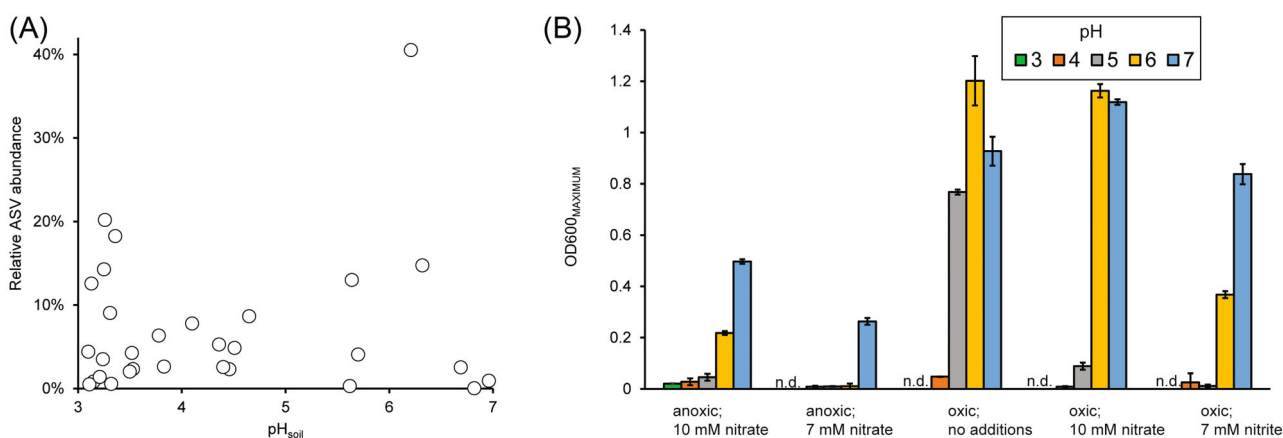 (A)
40%
30%
20%
10%
0%
Relative ASV abundance
3 4 5 6 7
pHsoil
(B)
pH
3 4 5 6 7
1.4
1.2
1
0.8
0.6
0.4
0.2
0
OD600MAXIMUM
n.d. n.d. n.d. n.d.
anoxic; anoxic; oxic; oxic; oxic;
10 mM nitrate 7 mM nitrate no additions 10 mM nitrate 7 mM nitrite